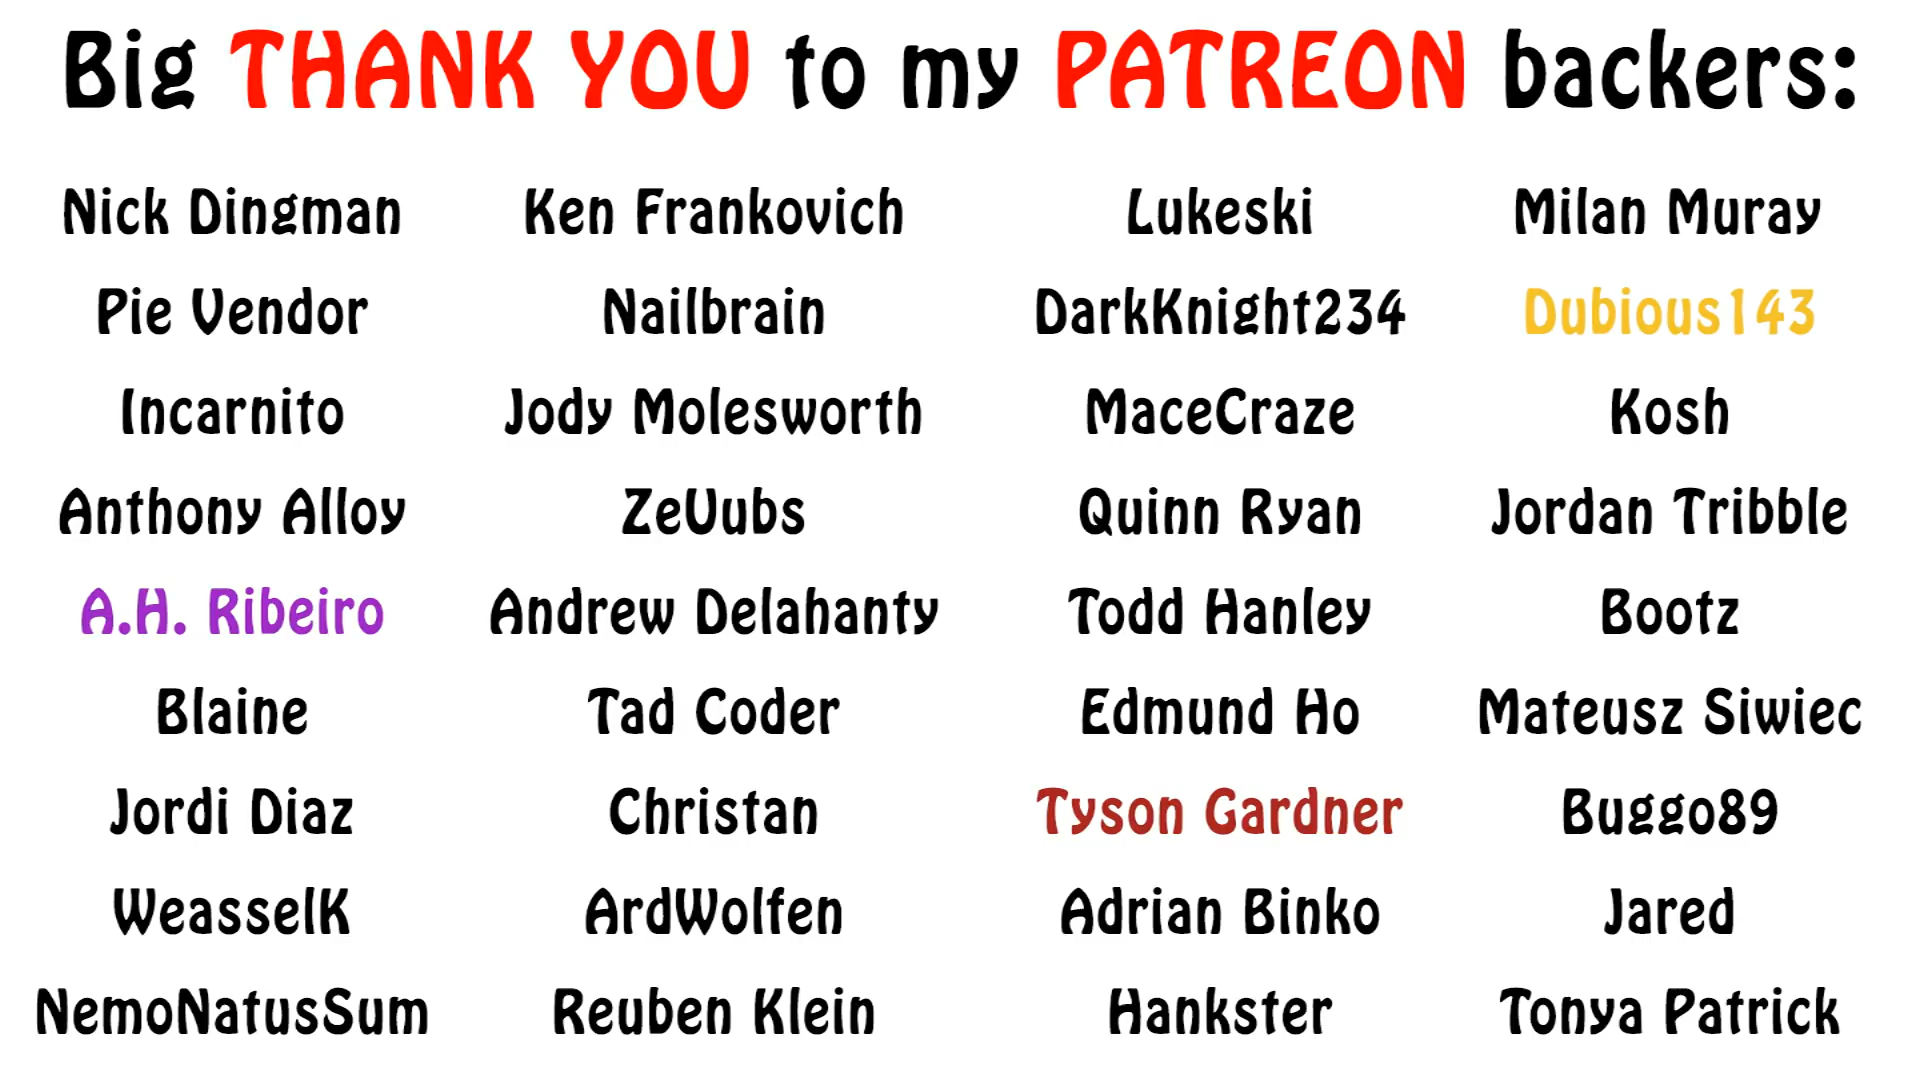 Big THANK YOU to my PATREON backers:
Nick Dingman Ken Frankovich Lukeski Milan Muray
Pie Vendor Nailbrain DarkKnight234 Dubious143
Incarnito Jody Molesworth MaceCraze Kosh
Anthony Alloy ZeUubs Quinn Ryan Jordan Tribble
A.H. Ribeiro Andrew Delahanty Todd Hanley Bootz
Blaine Tad Coder Edmund Ho Mateusz Siwiec
Jordi Diaz Christan Tyson Gardner Buggo89
WeasselK ArdWolfen Adrian Binko Jared
NemoNatusSum Reuben Klein Hankster Tonya Patrick